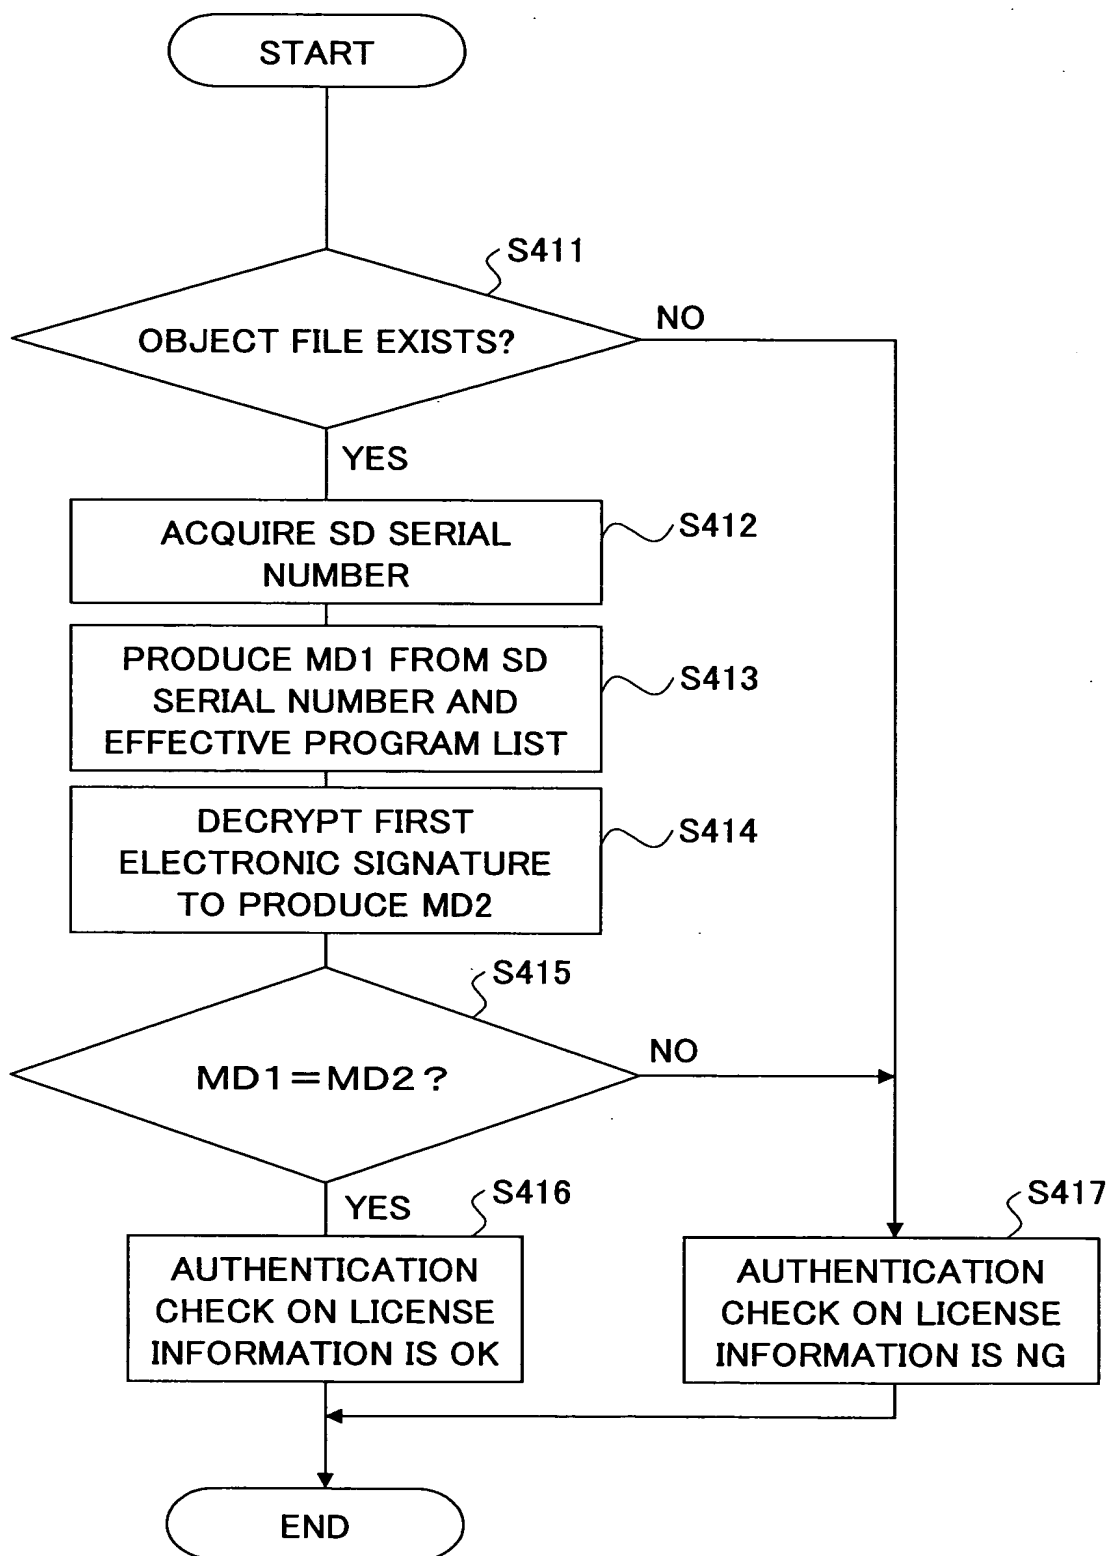 START
S411
OBJECT FILE EXISTS?
NO
YES
ACQUIRE SD SERIAL
NUMBER
S412
PRODUCE MD1 FROM SD
SERIAL NUMBER AND
EFFECTIVE PROGRAM LIST
S413
DECRYPT FIRST
ELECTRONIC SIGNATURE
TO PRODUCE MD2
S414
S415
MD1=MD2?
NO
YES
S416
AUTHENTICATION
CHECK ON LICENSE
INFORMATION IS OK
S417
AUTHENTICATION
CHECK ON LICENSE
INFORMATION IS NG
END